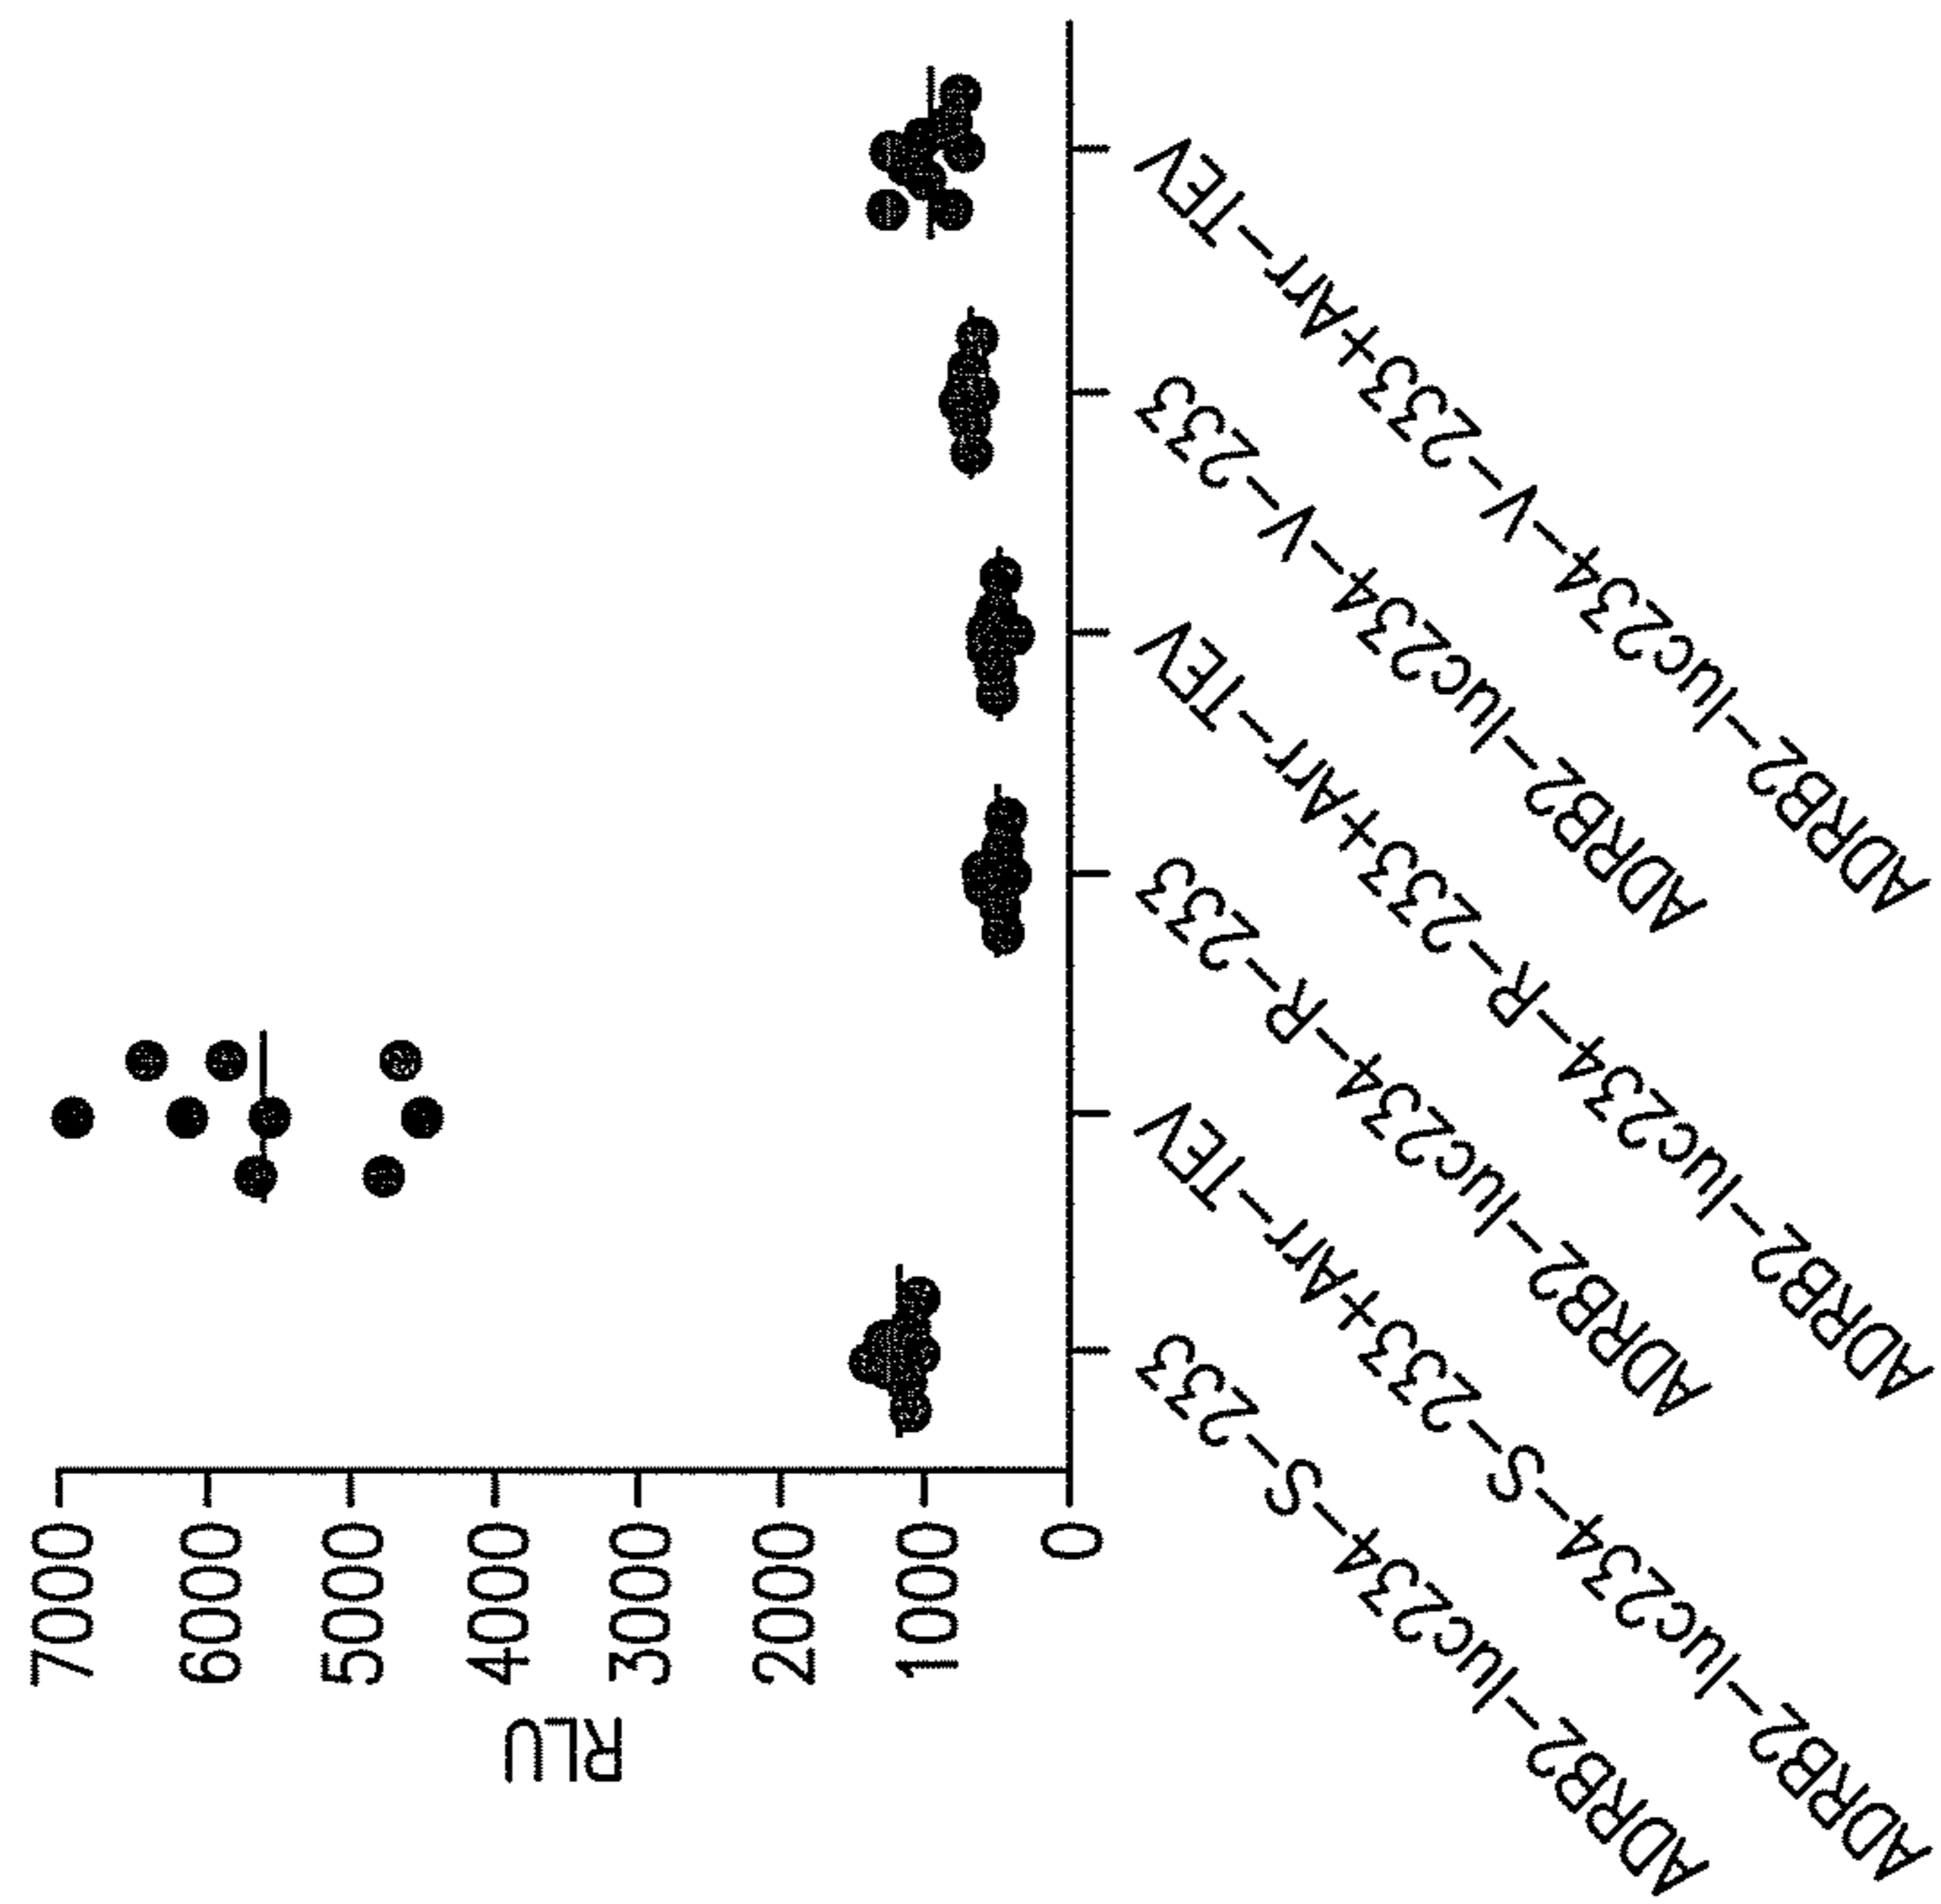 RLU
7000
6000
5000
4000
3000
2000
1000
0
ADRB2-luc234-S-233
ADRB2-luc234-S-233+Arr-TEV
ADRB2-luc234-R-233
ADRB2-luc234-R-233+Arr-TEV
ADRB2-luc234-V-233
ADRB2-luc234-V-233+Arr-TEV